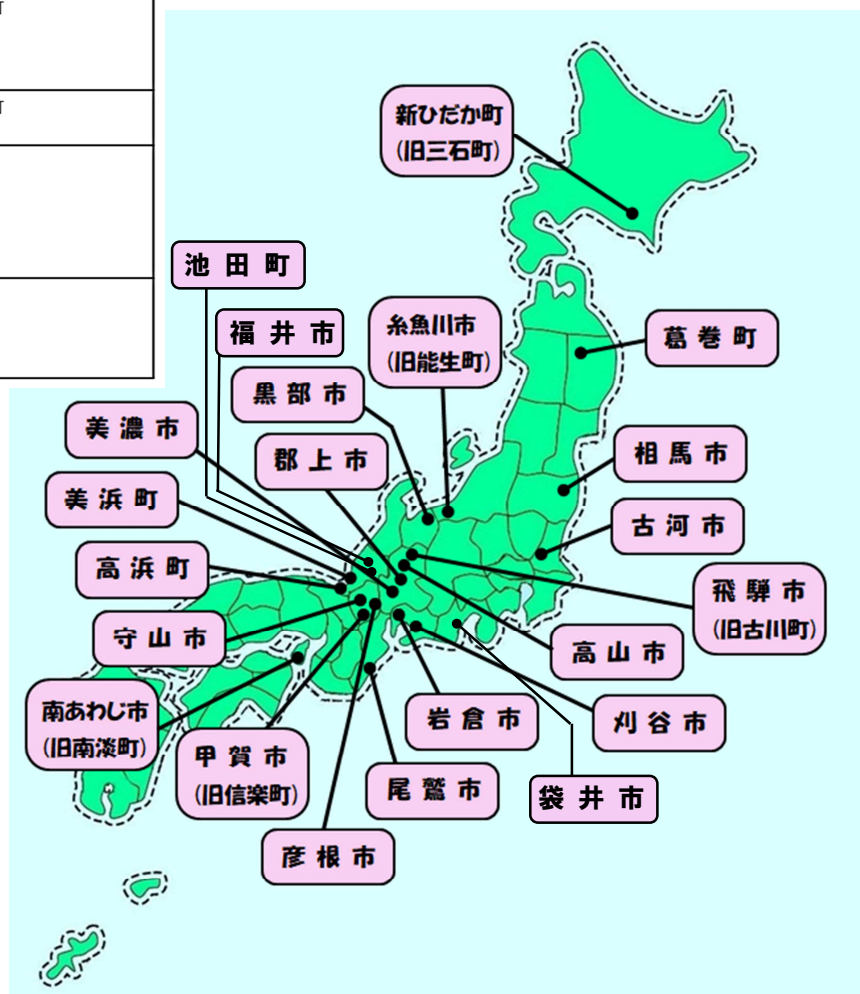 町
町
新ひだか町
(旧三石町)
池田町
福井市
糸魚川市
(旧能生町)
葛巻町
黒部市
美濃市
郡上市
相馬市
美浜町
古河市
高浜町
飛騨市
(旧古川町)
守山市
高山市
南あわじ市
(旧南淡町)
岩倉市
刈谷市
甲賀市
(旧信楽町)
尾鷲市
袋井市
彦根市